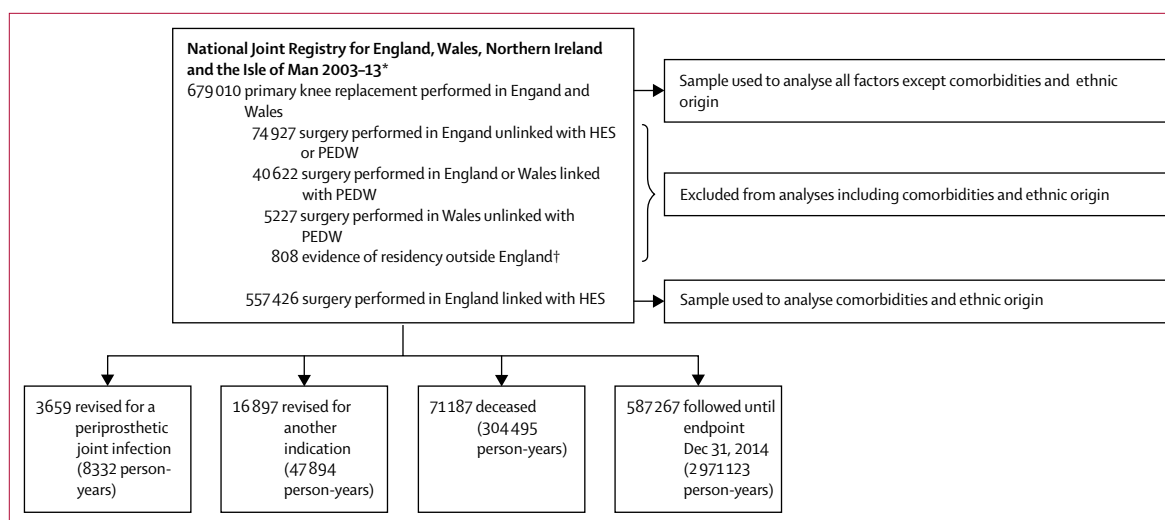 National Joint Registry for England, Wales, Northern Ireland
and the Isle of Man 2003–13*
679 010 primary knee replacement performed in Engand and
Wales
74 927 surgery performed in Engand unlinked with HES
or PEDW
40 622 surgery performed in England or Wales linked
with PEDW
5227 surgery performed in Wales unlinked with
PEDW
808 evidence of residency outside England†
557 426 surgery performed in England linked with HES
Sample used to analyse all factors except comorbidities and ethnic
origin
Excluded from analyses including comorbidities and ethnic origin
Sample used to analyse comorbidities and ethnic origin
3659 revised for a
periprosthetic
joint infection
(8332 person-
years)
16 897 revised for
another
indication
(47 894
person-years)
71 187 deceased
(304 495
person-years)
587 267 followed until
endpoint
Dec 31, 2014
(2 971 123
person-years)